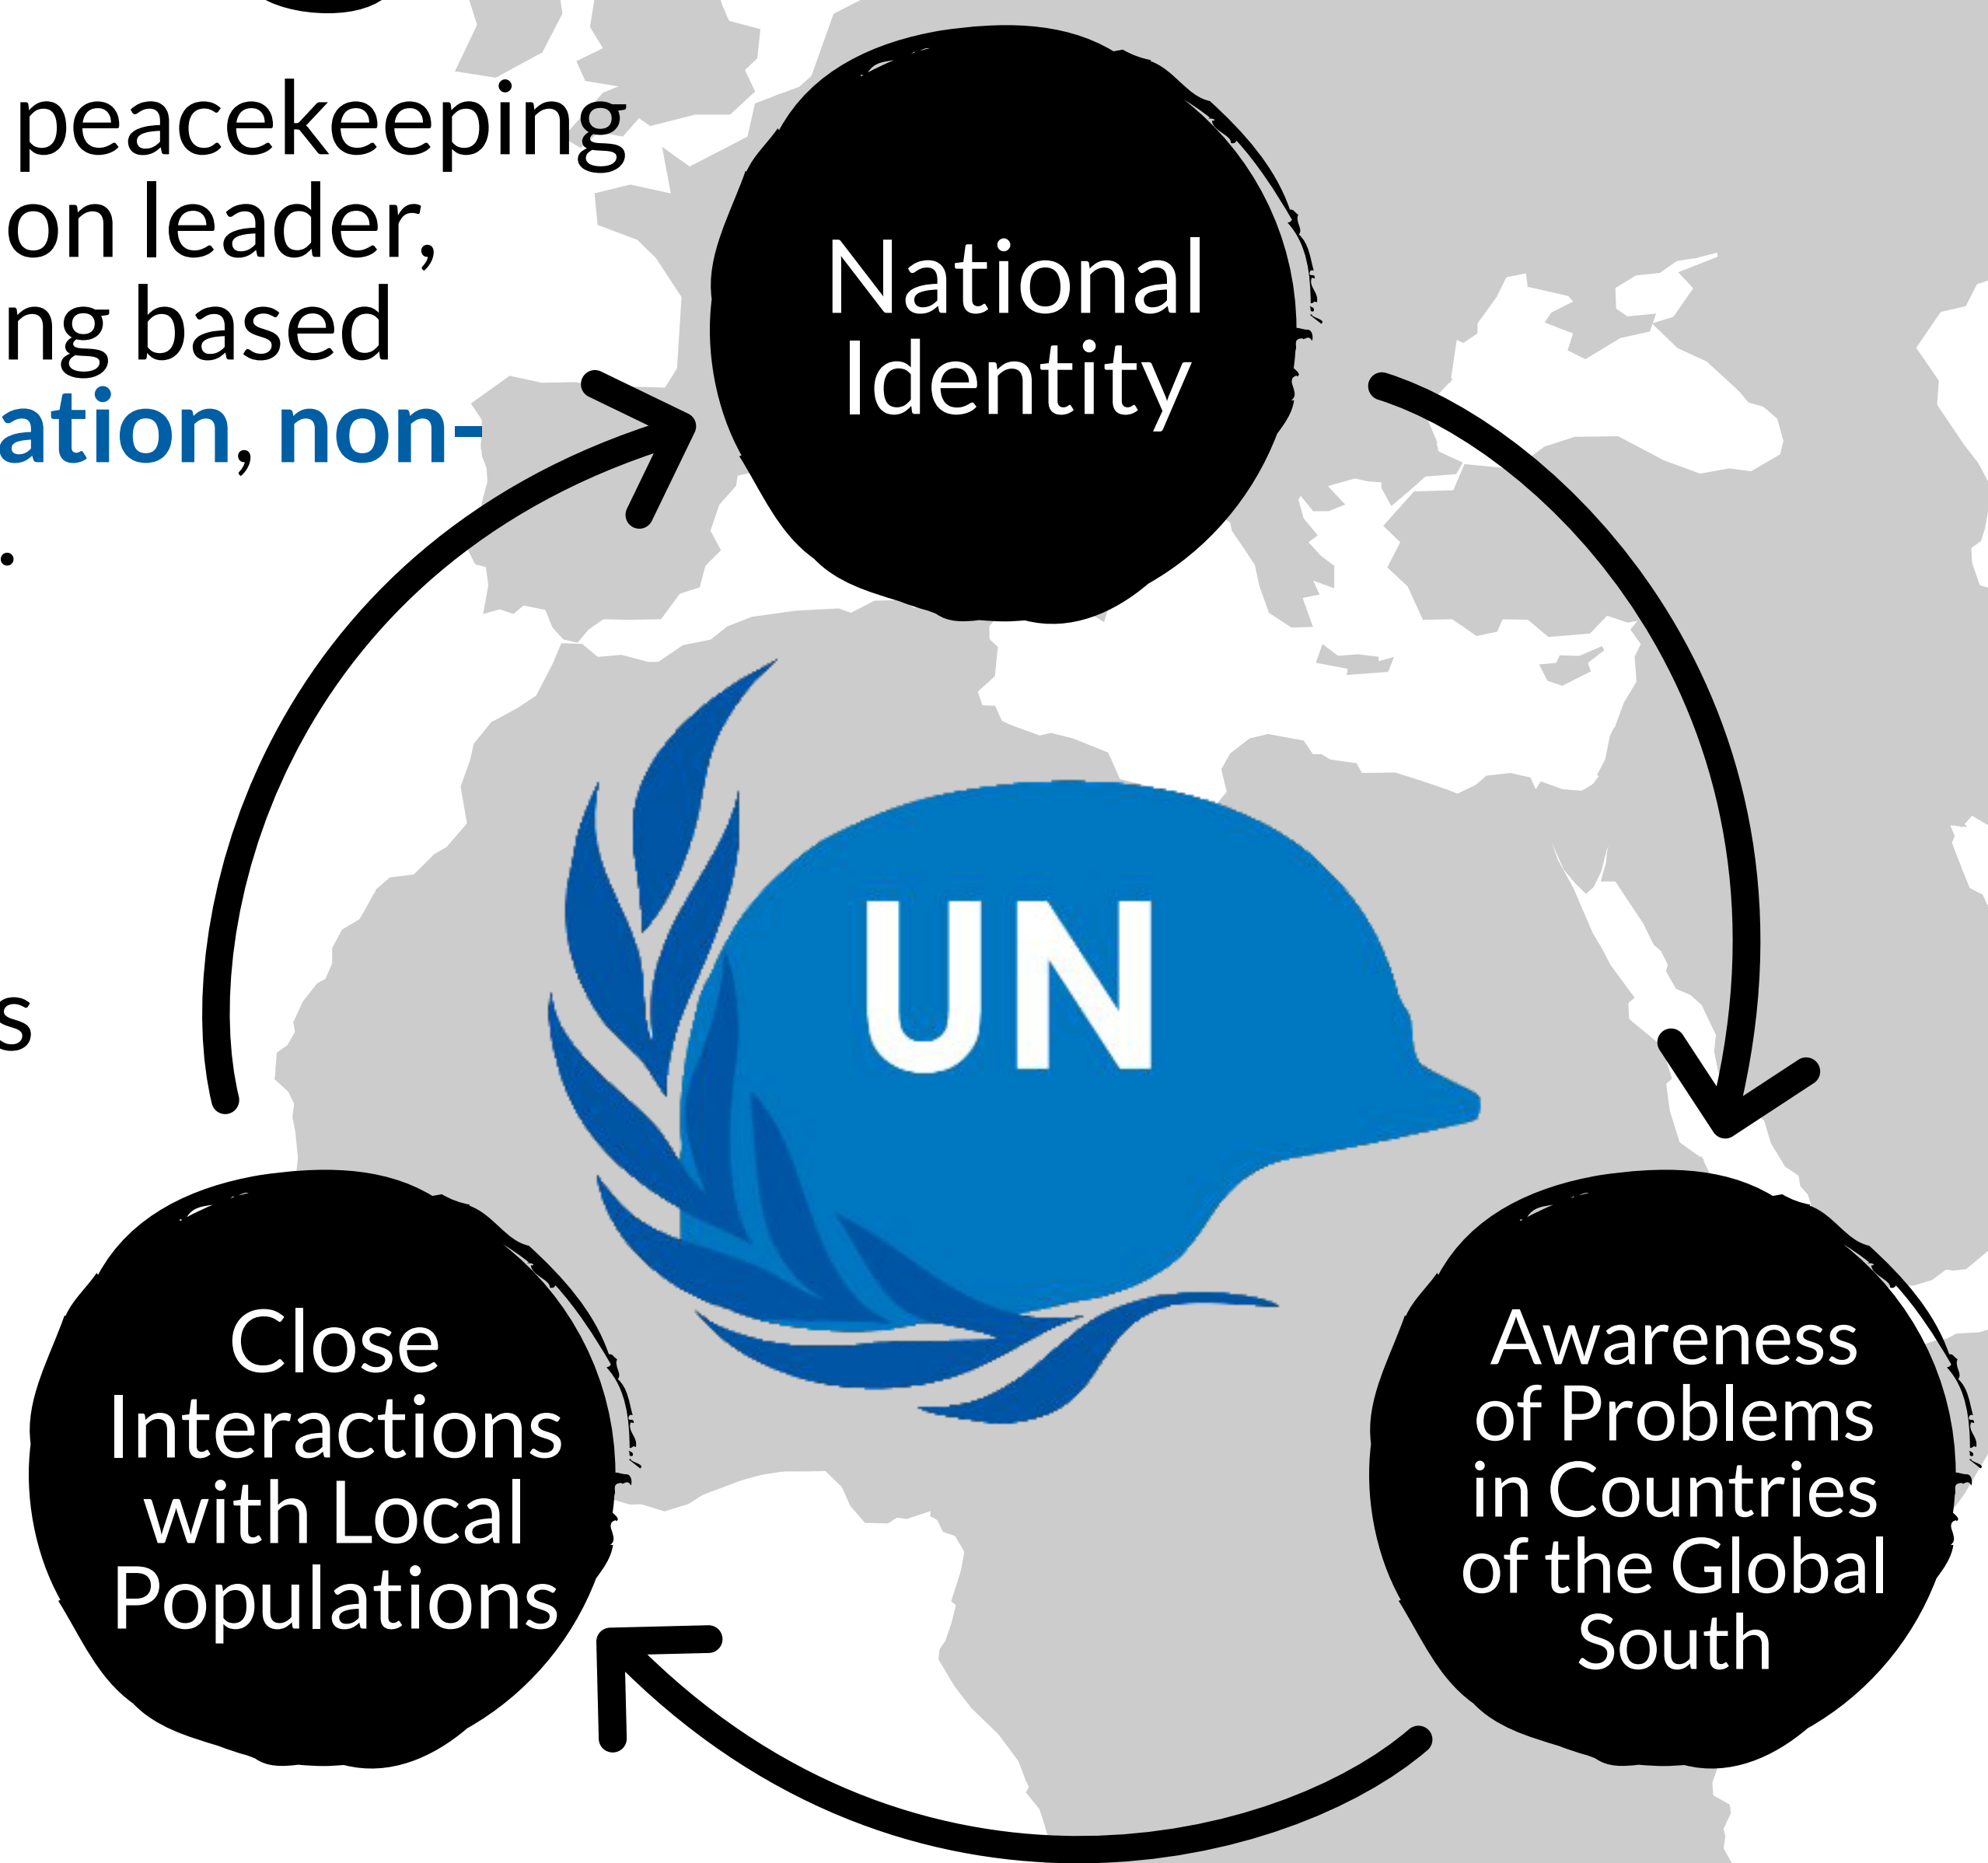 peacekeeping
on leader,
ng based
ation, non-
.
s
National
Identity
UN
Close
Interactions
with Local
Populations
Awareness
of Problems
in Countries
of the Global
South